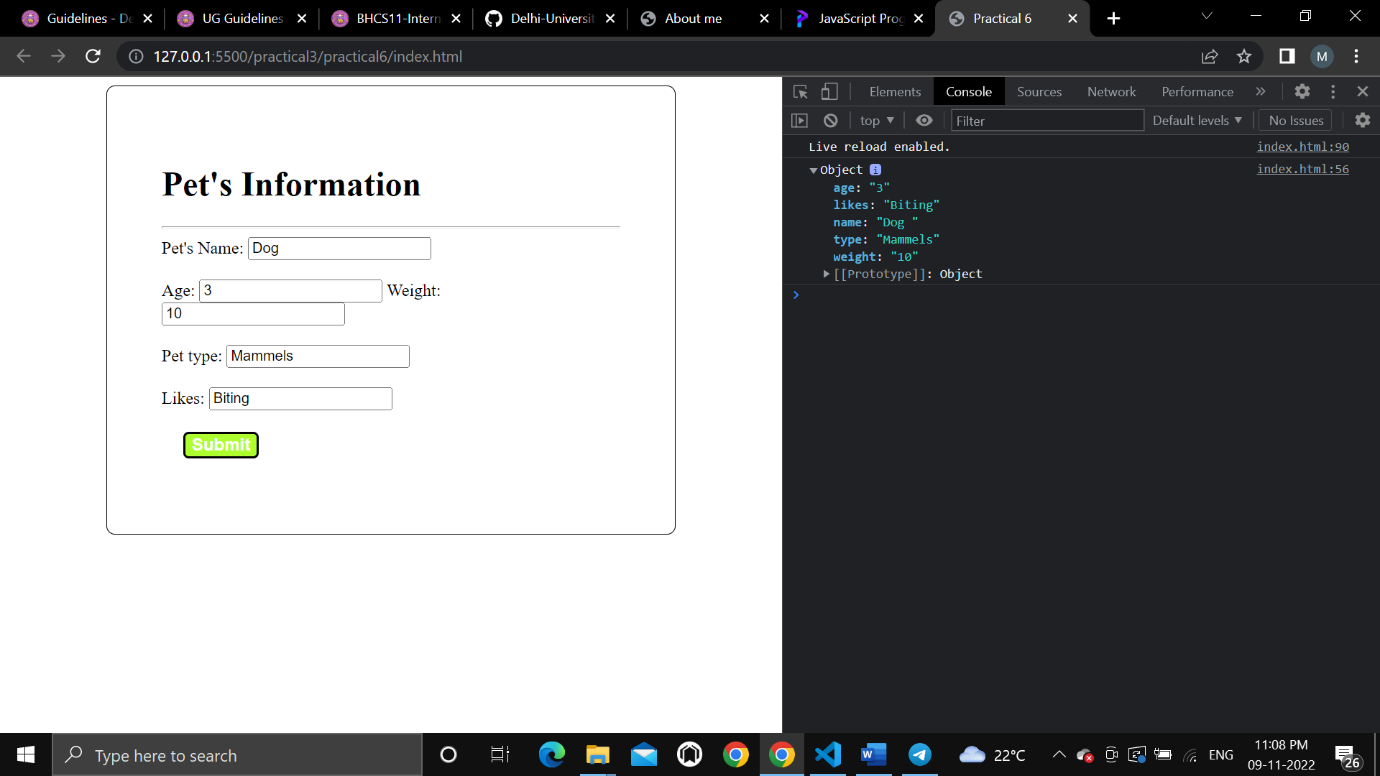 Guidelines - De
UG Guidelines
BHCS11-Intern
Delhi-Universit
About me
JavaScript Prog
Practical 6
127.0.0.1:5500/practical3/practical6/index.html
M
Pet's Information
Pet's Name: Dog
Age: 3 Weight:
10
Pet type: Mammels
Likes: Biting
Submit
Elements Console Sources Network Performance »
top ▼ Filter Default levels ▼ No Issues
Live reload enabled. index.html:90
▼Object i index.html:56
age: "3"
likes: "Biting"
name: "Dog "
type: "Mammels"
weight: "10"
▶[[Prototype]]: Object
>
Type here to search
22°C
ENG
11:08 PM
09-11-2022
26